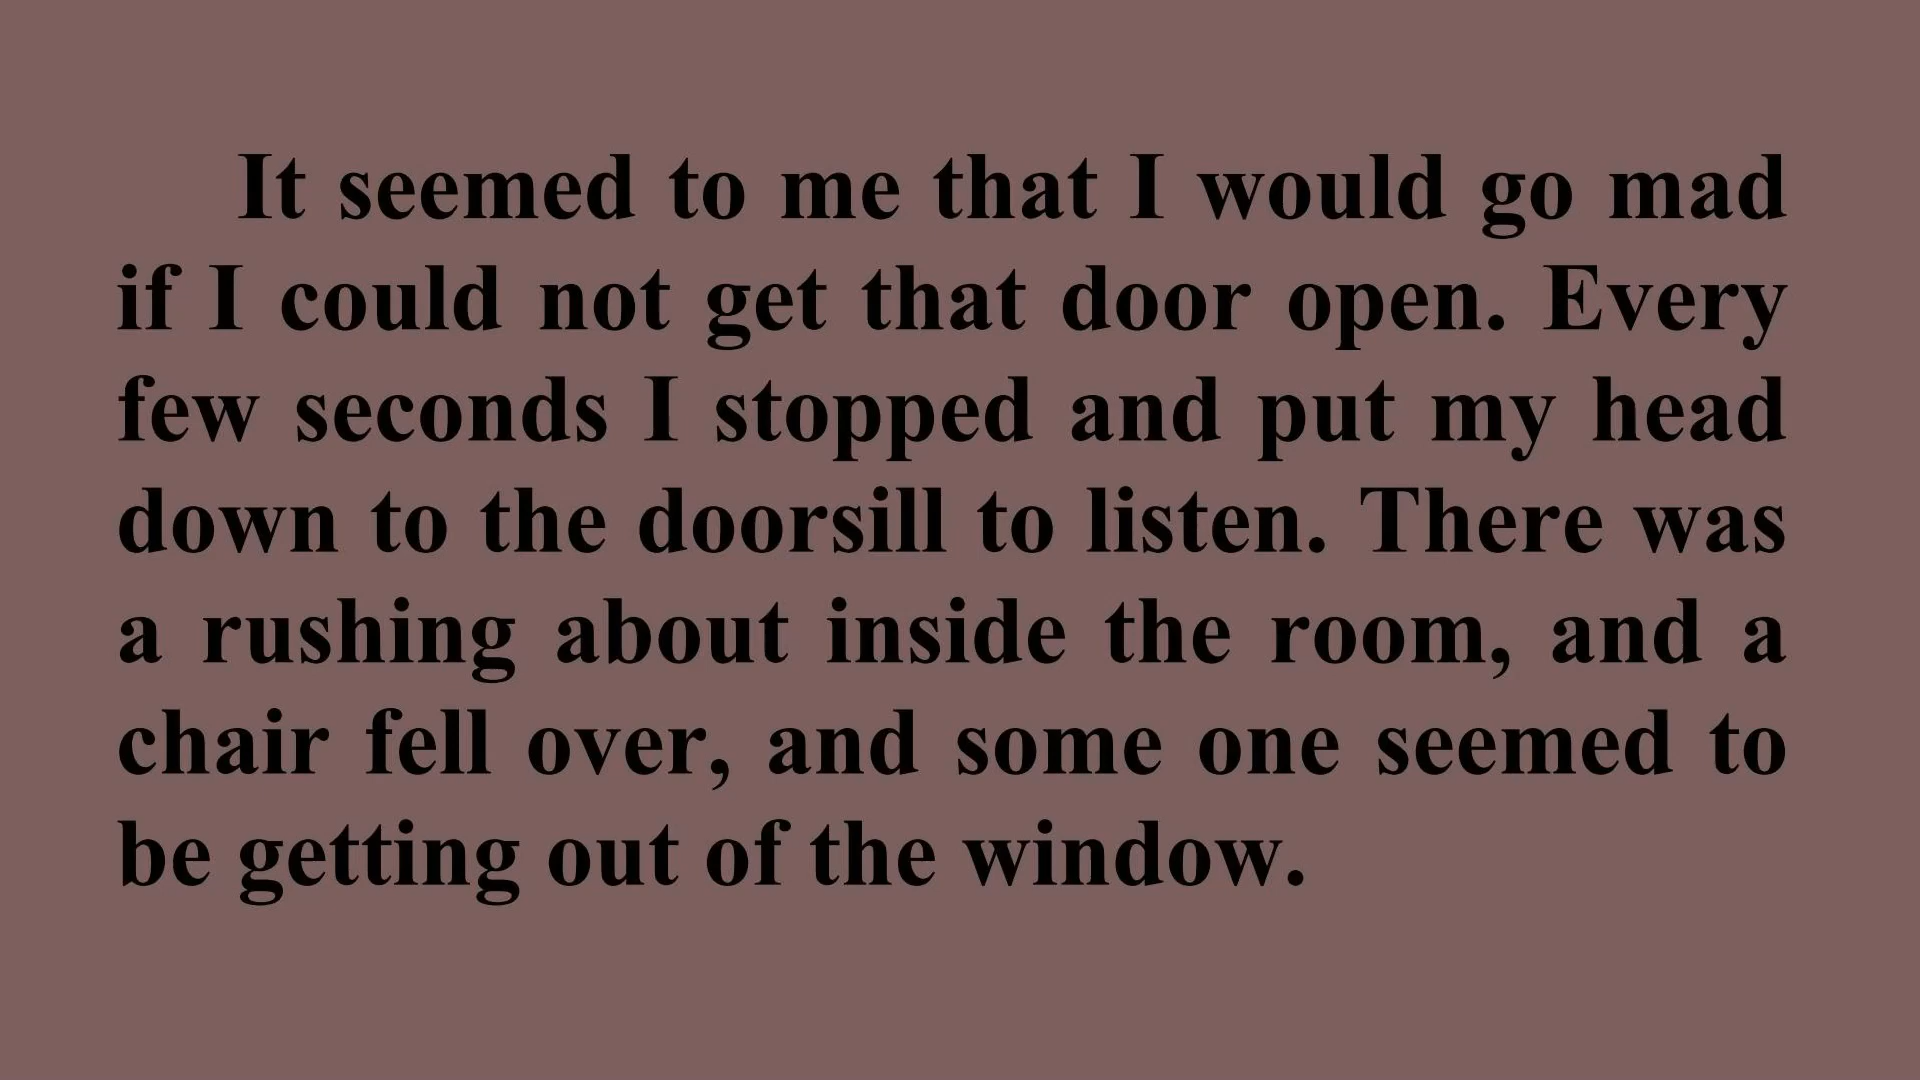 It seemed to me that I would go mad
if I could not get that door open. Every
few seconds I stopped and put my head
down to the doorsill to listen. There was
a rushing about inside the room, and a
chair fell over, and some one seemed to
be getting out of the window.